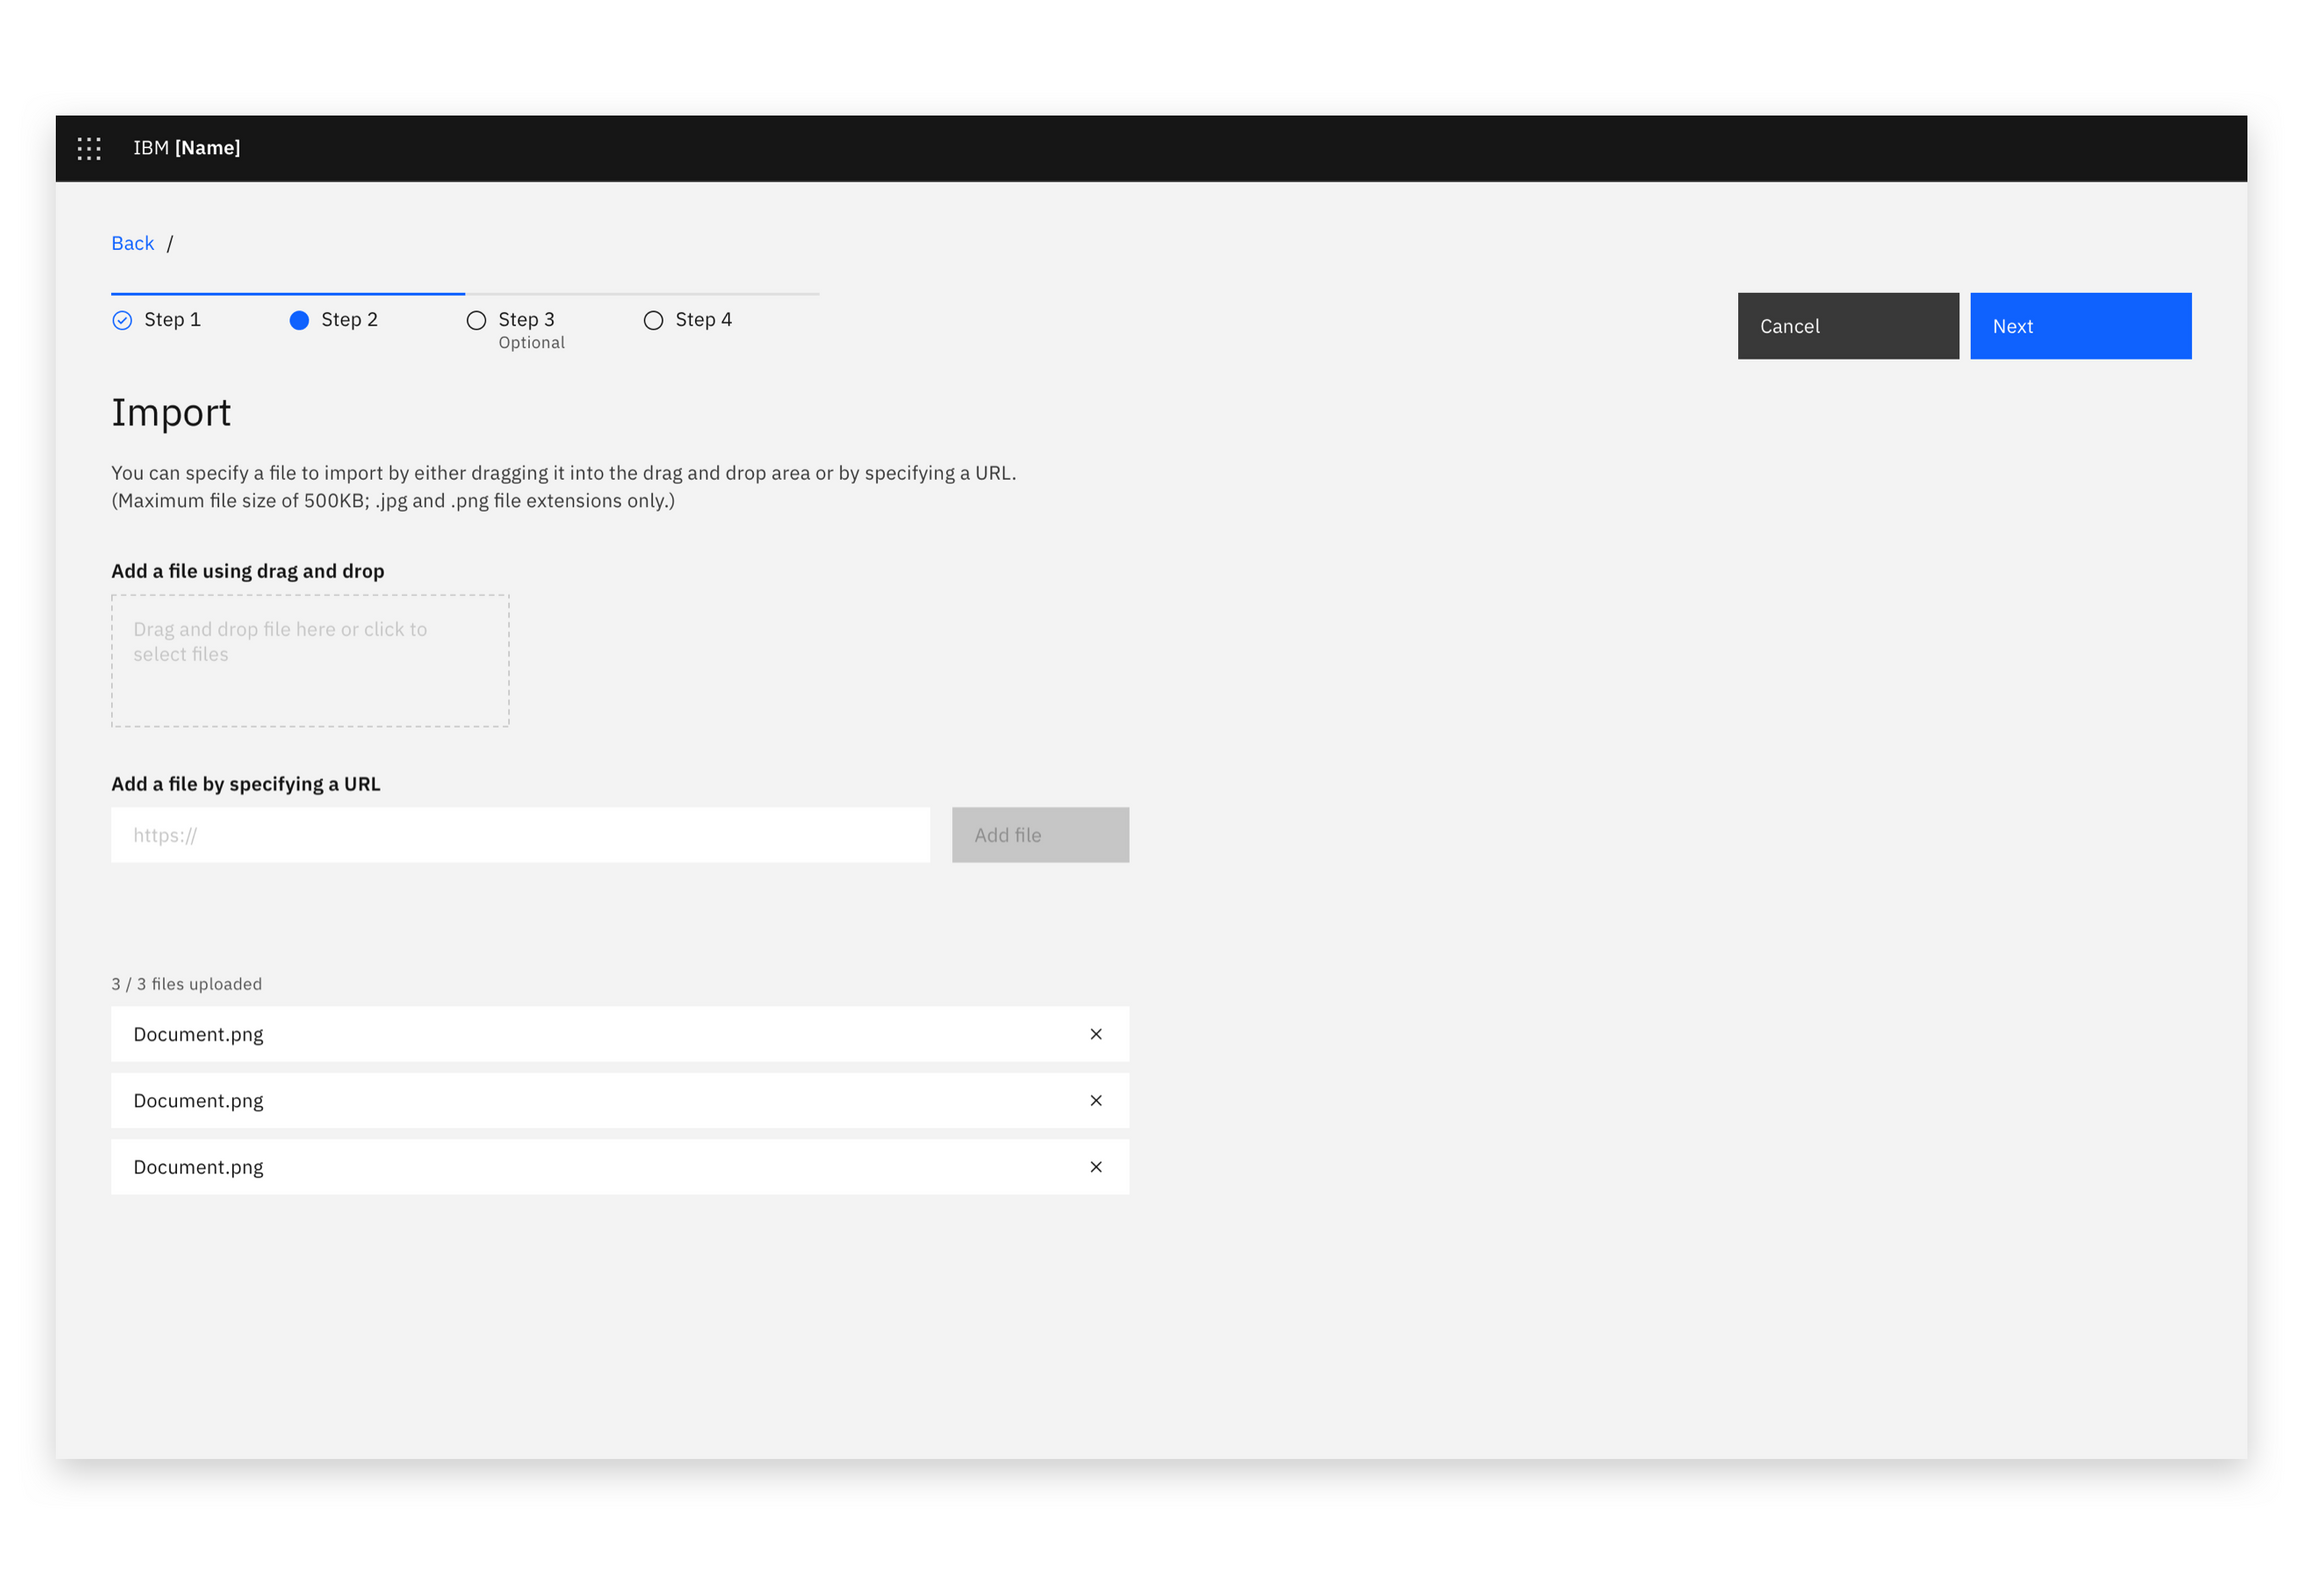 IBM [Name]
Back /
Step 1
Step 2
Step 3
Optional
Step 4
Cancel
Next
Import
You can specify a file to import by either dragging it into the drag and drop area or by specifying a URL.
(Maximum file size of 500KB; .jpg and .png file extensions only.)
Add a file using drag and drop
Drag and drop file here or click to
select files
Add a file by specifying a URL
https://
Add file
3 / 3 files uploaded
Document.png
Document.png
Document.png